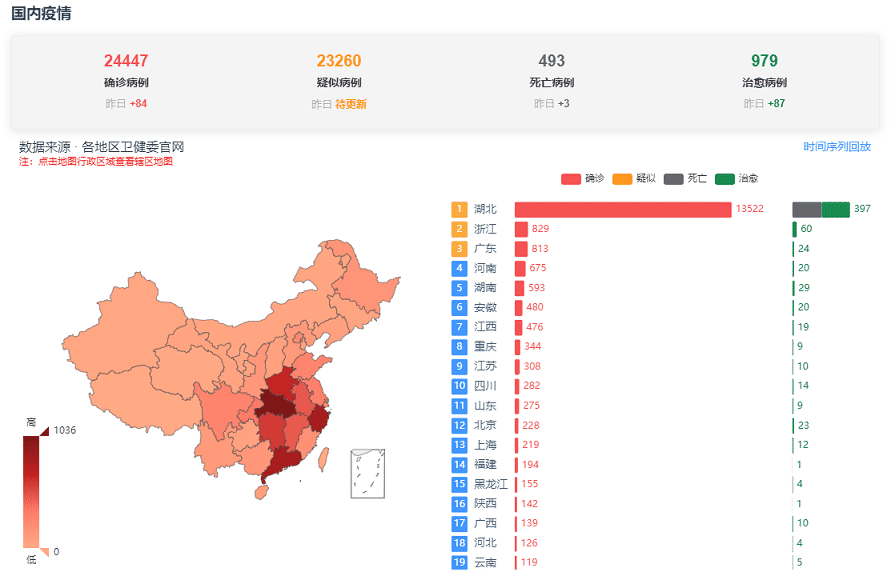 国内疫情
24447 23260 493 979
确诊病例 疑似病例 死亡病例 治愈病例
昨日 +84 昨日 待更新 昨日 +3 昨日 +87
数据来源 · 各地区卫健委官网 时间序列回放
注：点击地图行政区域查看辖区地图
确诊 疑似 死亡 治愈
1 湖北 13522 397
2 浙江 829 60
3 广东 813 24
4 河南 675 20
5 湖南 593 29
6 安徽 480 20
7 江西 476 19
8 重庆 344 9
9 江苏 308 10
10 四川 282 14
11 山东 275 9
12 北京 228 23
13 上海 219 12
14 福建 194 1
15 黑龙江 155 4
16 陕西 142 1
17 广西 139 10
18 河北 126 4
19 云南 119 5
高
1036
0
低